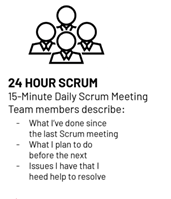 24 HOUR SCRUM
15-Minute Daily Scrum Meeting
Team members describe:
- What I've done since
the last Scrum meeting
- What I plan to do
before the next
- Issues I have that I
heed help to resolve